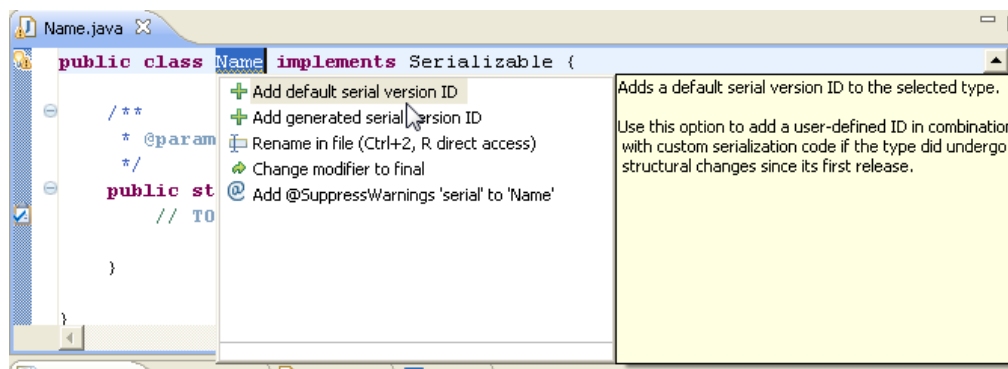 Name.java
public class Name implements Serializable {
/**
* @param
*/
public st
// TO
}
}
Add default serial version ID
Add generated serial version ID
Rename in file (Ctrl+2, R direct access)
Change modifier to final
Add @SuppressWarnings 'serial' to 'Name'
Adds a default serial version ID to the selected type.
Use this option to add a user-defined ID in combination
with custom serialization code if the type did undergo
structural changes since its first release.